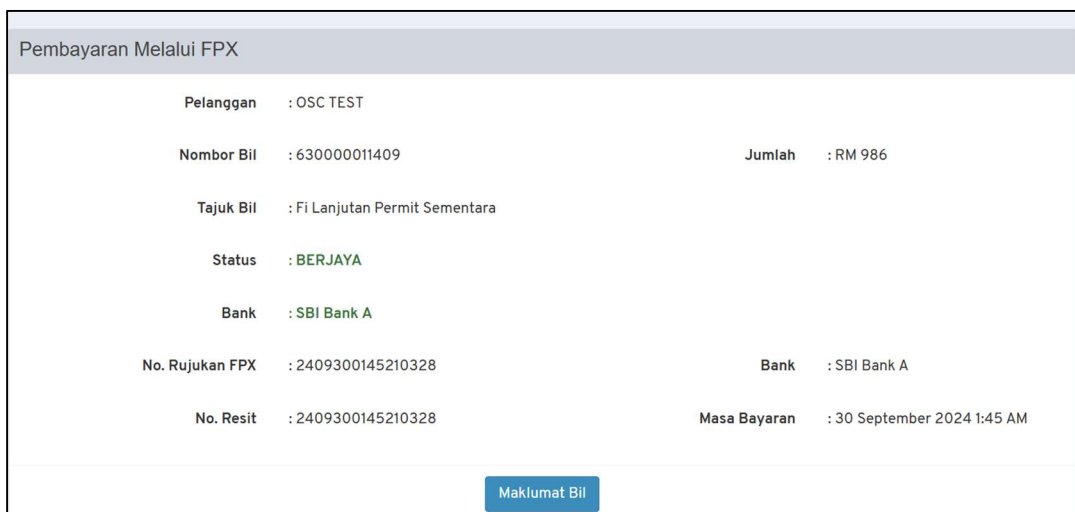 Pembayaran Melalui FPX
Pelanggan : OSC TEST
Nombor Bil : 630000011409 Jumlah : RM 986
Tajuk Bil : Fi Lanjutan Permit Sementara
Status : BERJAYA
Bank : SBI Bank A
No. Rujukan FPX : 2409300145210328 Bank : SBI Bank A
No. Resit : 2409300145210328 Masa Bayaran : 30 September 2024 1:45 AM
Maklumat Bil